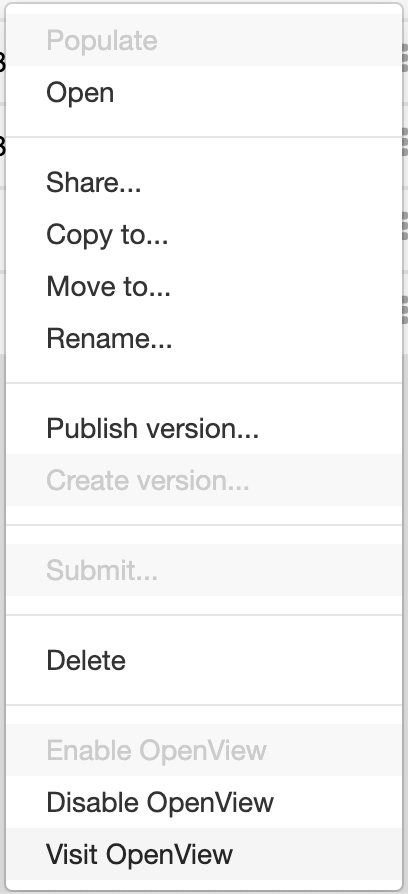 Populate
Open
Share...
Copy to...
Move to...
Rename...
Publish version...
Create version...
Submit...
Delete
Enable OpenView
Disable OpenView
Visit OpenView